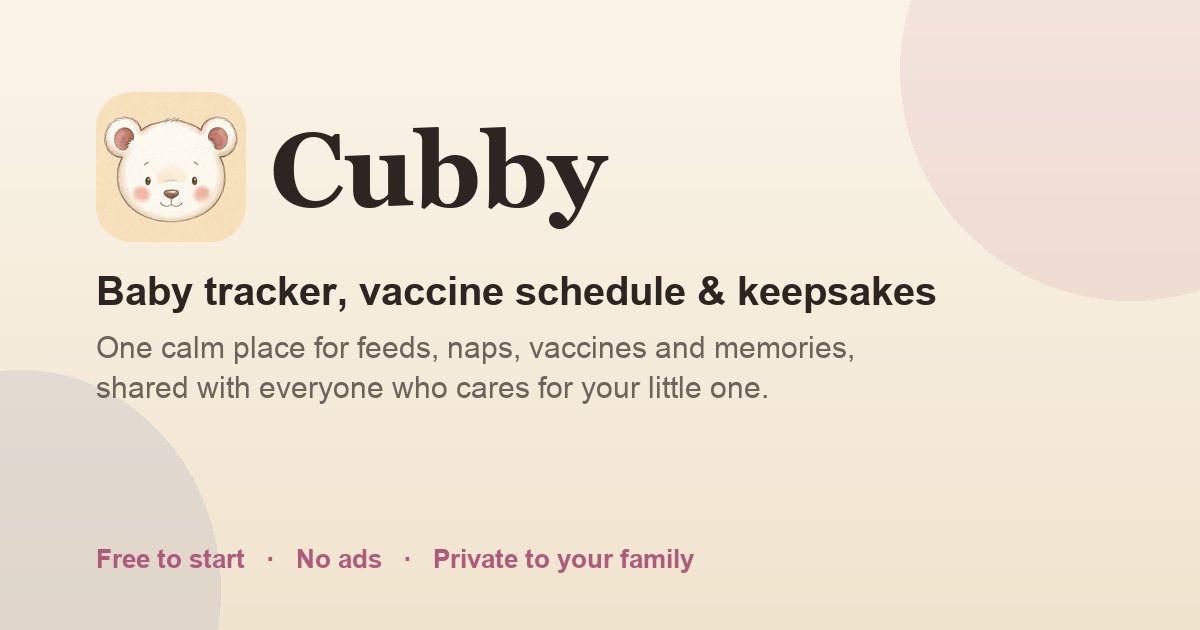 Cubby
Baby tracker, vaccine schedule & keepsakes
One calm place for feeds, naps, vaccines and memories,
shared with everyone who cares for your little one.
Free to start · No ads · Private to your family